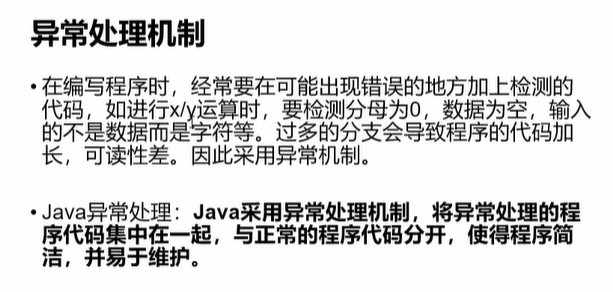 异常处理机制
• 在编写程序时，经常要在可能出现错误的地方加上检测的
代码，如进行x/y运算时，要检测分母为0，数据为空，输入
的不是数据而是字符等。过多的分支会导致程序的代码加
长，可读性差。因此采用异常机制。
• Java异常处理：Java采用异常处理机制，将异常处理的程
序代码集中在一起，与正常的程序代码分开，使得程序简
洁，并易于维护。